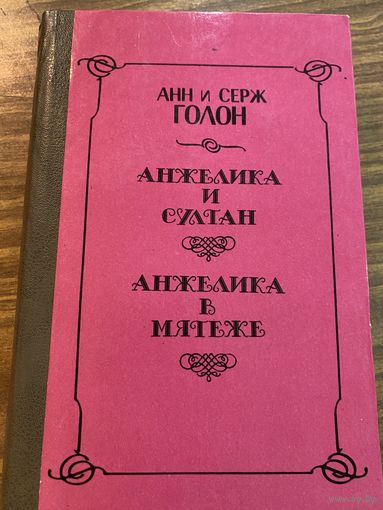 АНН И СЕРЖ
ГОЛОН
АНЖЕЛИКА
И
СУЛТАН
АНЖЕЛИКА
В
МЯТЕЖЕ